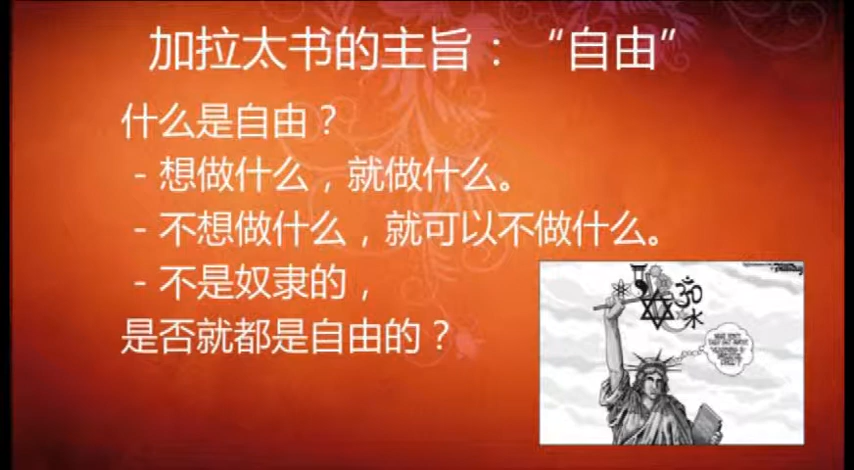 加拉太书的主旨：“自由”
什么是自由？
- 想做什么，就做什么。
- 不想做什么，就可以不做什么。
- 不是奴隶的，
是否就都是自由的？